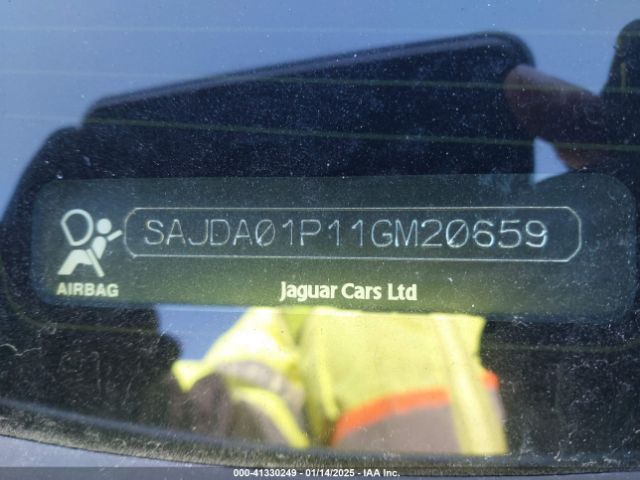 SAJDA01P11GM20659
AIRBAG
Jaguar Cars Ltd
000-41330249 - 01/14/2025 - IAA Inc.